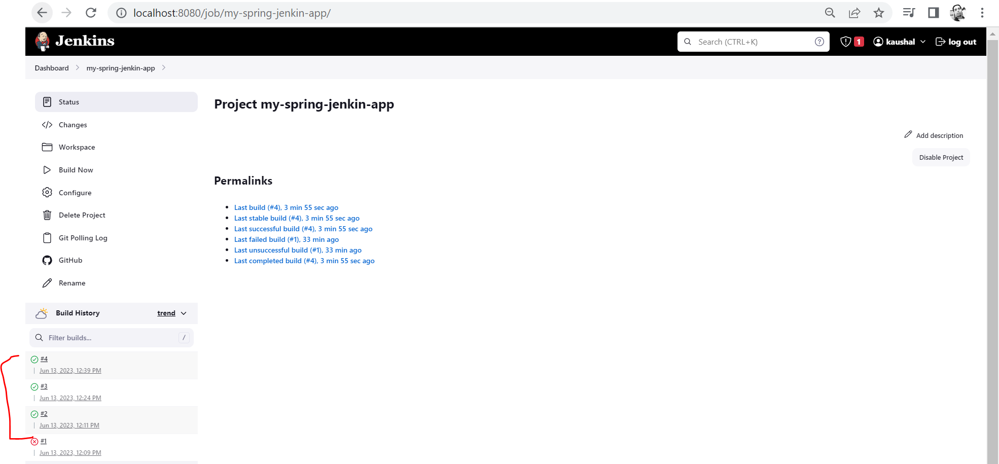 localhost:8080/job/my-spring-jenkin-app/
Jenkins
Search (CTRL+K)
?
1
kaushal
log out
Dashboard
my-spring-jenkin-app
Status
Changes
Workspace
Build Now
Configure
Delete Project
Git Polling Log
GitHub
Rename
Build History
trend
Filter builds...
/
#4
Jun 13, 2023, 12:39 PM
#3
Jun 13, 2023, 12:24 PM
#2
Jun 13, 2023, 12:11 PM
#1
Jun 13, 2023, 12:09 PM
Project my-spring-jenkin-app
Add description
Disable Project
Permalinks
Last build (#4), 3 min 55 sec ago
Last stable build (#4), 3 min 55 sec ago
Last successful build (#4), 3 min 55 sec ago
Last failed build (#1), 33 min ago
Last unsuccessful build (#1), 33 min ago
Last completed build (#4), 3 min 55 sec ago